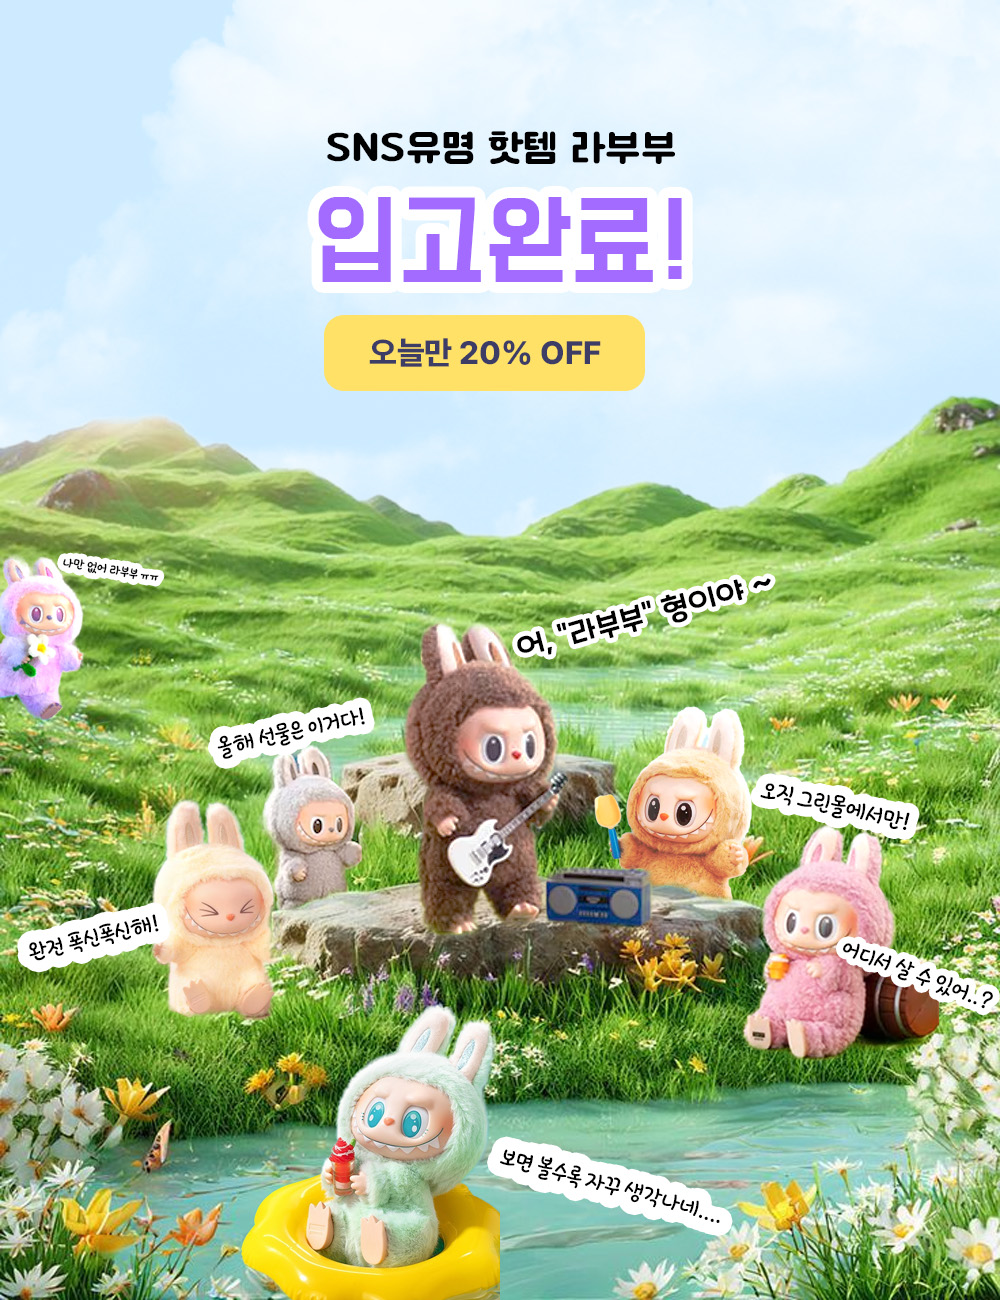 SNS유명 핫템 라부부
입고완료!
오늘만 20% OFF
나만 없어 라부부 ㅠㅠ
어, "라부부" 형이야 ~
올해 선물은 이거다!
오직 그린몰에서만!
완전 폭신폭신해!
어디서 살 수 있어..?
보면 볼수록 자꾸 생각나네....